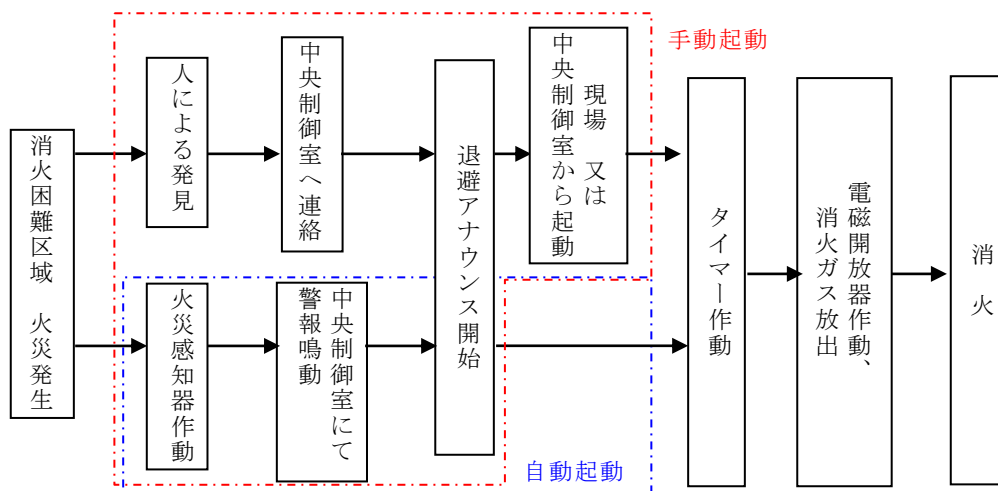 手動起動
消火困難区域 火災発生
人による発見
中央制御室へ連絡
退避アナウンス開始
現場 又は
中央制御室から起動
火災感知器作動
中央制御室にて
警報鳴動
自動起動
タイマー作動
電磁開放器作動、
消火ガス放出
消 火